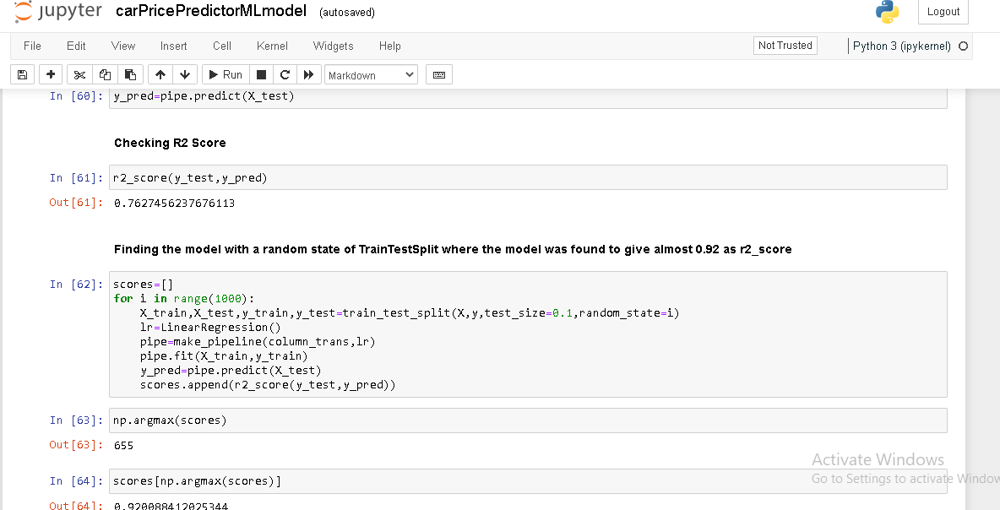 jupyter carPricePredictorMLmodel (autosaved) Logout
File Edit View Insert Cell Kernel Widgets Help Not Trusted Python 3 (ipykernel)
Run Markdown
In [60]: y_pred=pipe.predict(X_test)
Checking R2 Score
In [61]: r2_score(y_test,y_pred)
Out[61]: 0.7627456237676113
Finding the model with a random state of TrainTestSplit where the model was found to give almost 0.92 as r2_score
In [62]: scores=[]
for i in range(1000):
    X_train,X_test,y_train,y_test=train_test_split(X,y,test_size=0.1,random_state=i)
    lr=LinearRegression()
    pipe=make_pipeline(column_trans,lr)
    pipe.fit(X_train,y_train)
    y_pred=pipe.predict(X_test)
    scores.append(r2_score(y_test,y_pred))
In [63]: np.argmax(scores)
Out[63]: 655
Activate Windows
Go to Settings to activate Window
In [64]: scores[np.argmax(scores)]
Out[64]: 0.920088412025344